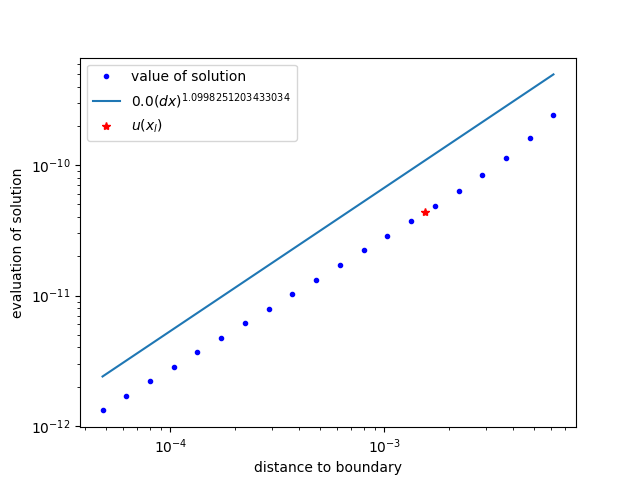 value of solution
0.0(dx)^1.0998251203433034
u(x_l)
evaluation of solution
10^-10
10^-11
10^-12
10^-4
10^-3
distance to boundary